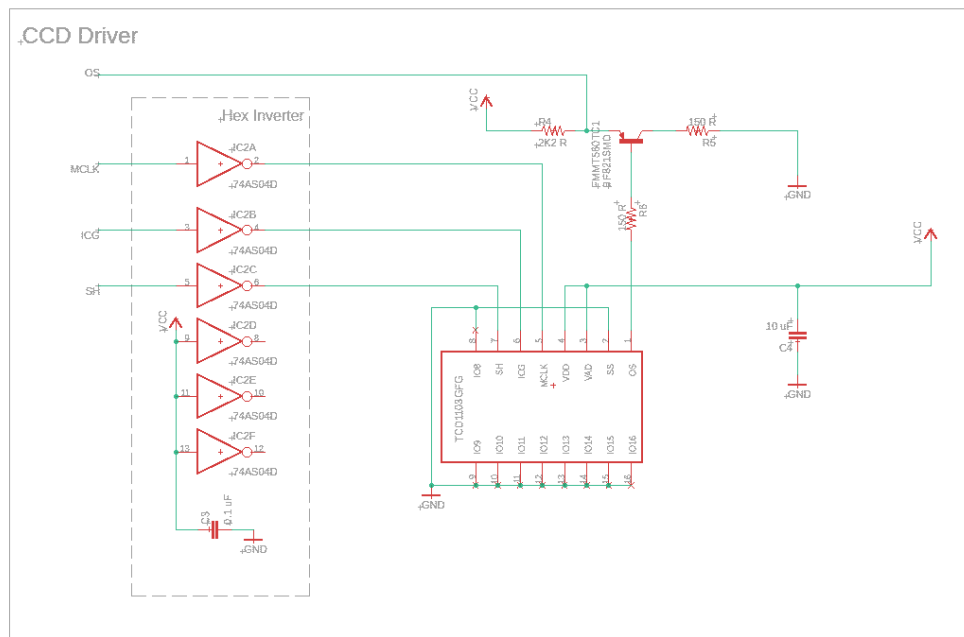 CCD Driver
OS
Hex Inverter
VCC
R4
2K2 R
FMMT560TC1
150 R
R5
GND
MCLK
1
IC2A
2
74AS04D
ICG
3
IC2B
4
74AS04D
150 R
R6
VCC
SH
5
IC2C
6
74AS04D
VCC
9
IC2D
8
74AS04D
10 uF
C4
GND
8 7 6 5 4 3 2 1
IO8 SH ICG MCLK VDD VAD SS OS
TCD1103GFG
11
IC2E
10
74AS04D
13
IC2F
12
74AS04D
IO9 IO10 IO11 IO12 IO13 IO14 IO15 IO16
9 10 11 12 13 14 15 16
GND
C3
0.1 uF
GND